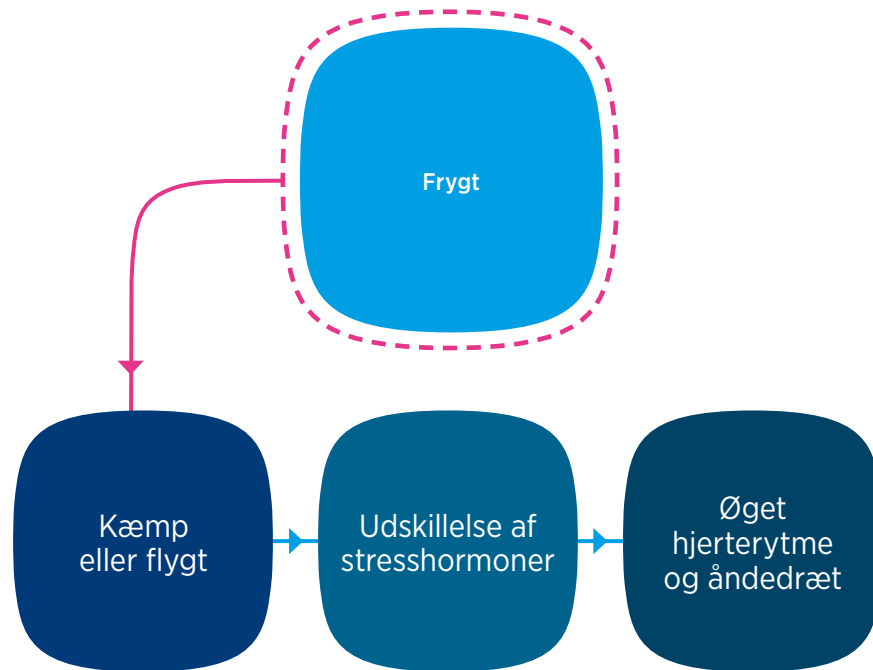 Frygt
Kæmp
eller flygt
Udskillelse af
stresshormoner
Øget
hjerterytme
og åndedræt